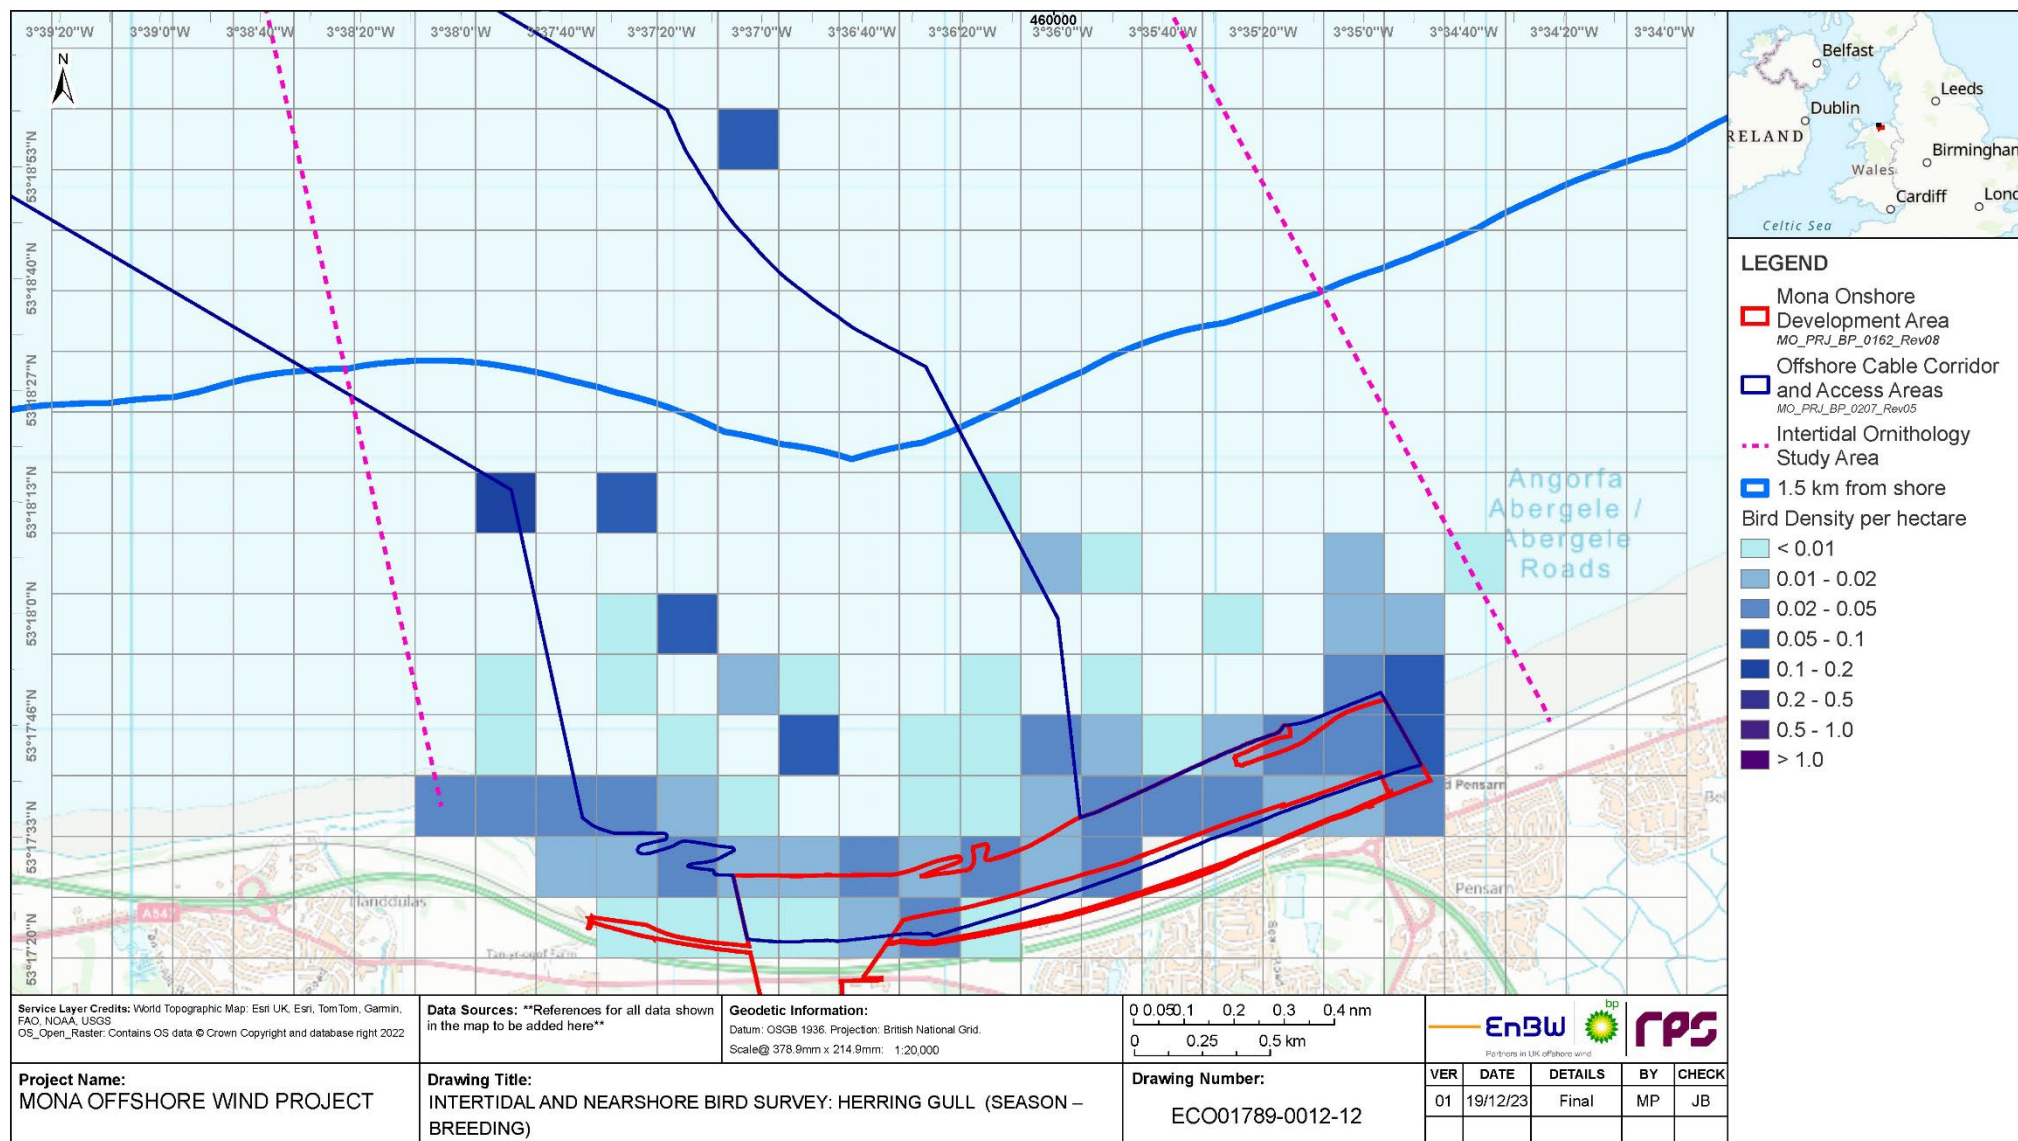 460000
3°39'20"W 3°39'0"W 3°38'40"W 3°38'20"W 3°38'0"W 3°37'40"W 3°37'20"W 3°37'0"W 3°36'40"W 3°36'20"W 3°36'0"W 3°35'40"W 3°35'20"W 3°35'0"W 3°34'40"W 3°34'20"W 3°34'0"W
N
53°18'53"N
53°18'40"N
53°18'27"N
53°18'13"N
53°18'0"N
53°17'46"N
53°17'33"N
53°17'20"N
Angorfa
Abergele /
Abergele
Roads
Pensarn
Pensarn
Llanddulas
A547
Belfast
Leeds
Dublin
RELAND
Birmingham
Wales
Cardiff
Lond
Celtic Sea
LEGEND
Mona Onshore
Development Area
MO_PRJ_BP_0162_Rev08
Offshore Cable Corridor
and Access Areas
MO_PRJ_BP_0207_Rev05
Intertidal Ornithology
Study Area
1.5 km from shore
Bird Density per hectare
< 0.01
0.01 - 0.02
0.02 - 0.05
0.05 - 0.1
0.1 - 0.2
0.2 - 0.5
0.5 - 1.0
> 1.0
Service Layer Credits: World Topographic Map: Esri UK, Esri, TomTom, Garmin,
FAO, NOAA, USGS
OS_Open_Raster: Contains OS data © Crown Copyright and database right 2022
Data Sources: **References for all data shown
in the map to be added here**
Geodetic Information:
Datum: OSGB 1936. Projection: British National Grid.
Scale@ 378.9mm x 214.9mm: 1:20,000
0 0.05 0.1 0.2 0.3 0.4 nm
0 0.25 0.5 km
EnBW
bp
rps
Partners in UK offshore wind
Project Name:
MONA OFFSHORE WIND PROJECT
Drawing Title:
INTERTIDAL AND NEARSHORE BIRD SURVEY: HERRING GULL (SEASON –
BREEDING)
Drawing Number:
ECO01789-0012-12
VER DATE DETAILS BY CHECK
01 19/12/23 Final MP JB